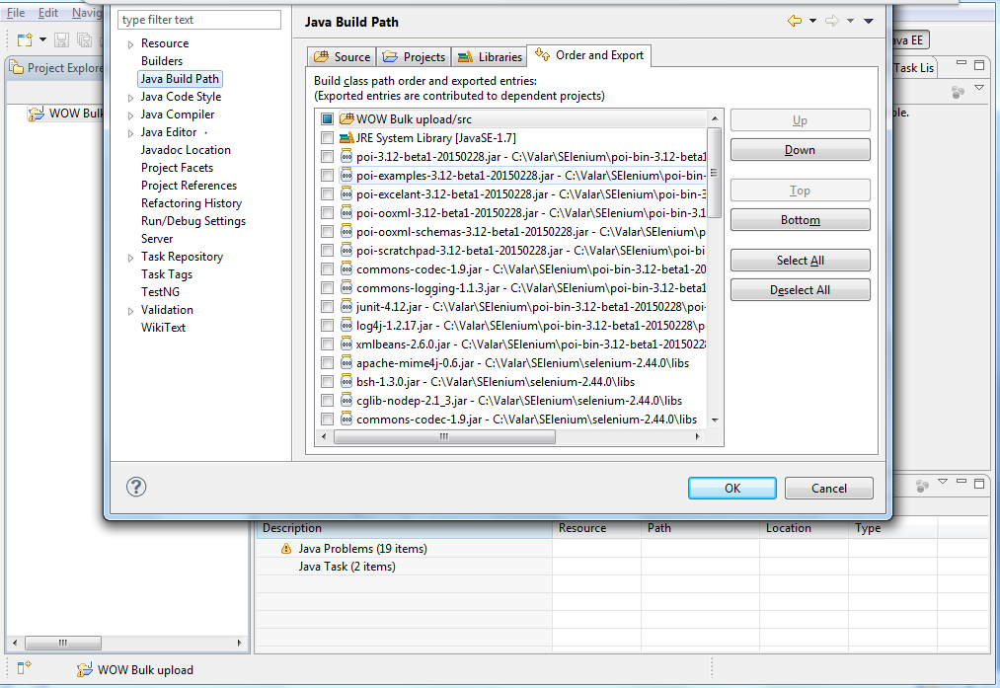 File Edit Navig
Java EE
Project Explore
Task Lis
WOW Bulk
ole.
type filter text
Resource
Builders
Java Build Path
Java Code Style
Java Compiler
Java Editor
Javadoc Location
Project Facets
Project References
Refactoring History
Run/Debug Settings
Server
Task Repository
Task Tags
TestNG
Validation
WikiText
Java Build Path
Source Projects Libraries Order and Export
Build class path order and exported entries:
(Exported entries are contributed to dependent projects)
WOW Bulk upload/src
JRE System Library [JavaSE-1.7]
poi-3.12-beta1-20150228.jar - C:\Valar\SElenium\poi-bin-3.12-beta1
poi-examples-3.12-beta1-20150228.jar - C:\Valar\SElenium\poi-bin-
poi-excelant-3.12-beta1-20150228.jar - C:\Valar\SElenium\poi-bin-3
poi-ooxml-3.12-beta1-20150228.jar - C:\Valar\SElenium\poi-bin-3.1
poi-ooxml-schemas-3.12-beta1-20150228.jar - C:\Valar\SElenium\p
poi-scratchpad-3.12-beta1-20150228.jar - C:\Valar\SElenium\poi-bi
commons-codec-1.9.jar - C:\Valar\SElenium\poi-bin-3.12-beta1-20
commons-logging-1.1.3.jar - C:\Valar\SElenium\poi-bin-3.12-beta1
junit-4.12.jar - C:\Valar\SElenium\poi-bin-3.12-beta1-20150228\poi
log4j-1.2.17.jar - C:\Valar\SElenium\poi-bin-3.12-beta1-20150228\p
xmlbeans-2.6.0.jar - C:\Valar\SElenium\poi-bin-3.12-beta1-2015022
apache-mime4j-0.6.jar - C:\Valar\SElenium\selenium-2.44.0\libs
bsh-1.3.0.jar - C:\Valar\SElenium\selenium-2.44.0\libs
cglib-nodep-2.1_3.jar - C:\Valar\SElenium\selenium-2.44.0\libs
commons-codec-1.9.jar - C:\Valar\SElenium\selenium-2.44.0\libs
Up
Down
Top
Bottom
Select All
Deselect All
OK Cancel
Description Resource Path Location Type
Java Problems (19 items)
Java Task (2 items)
WOW Bulk upload